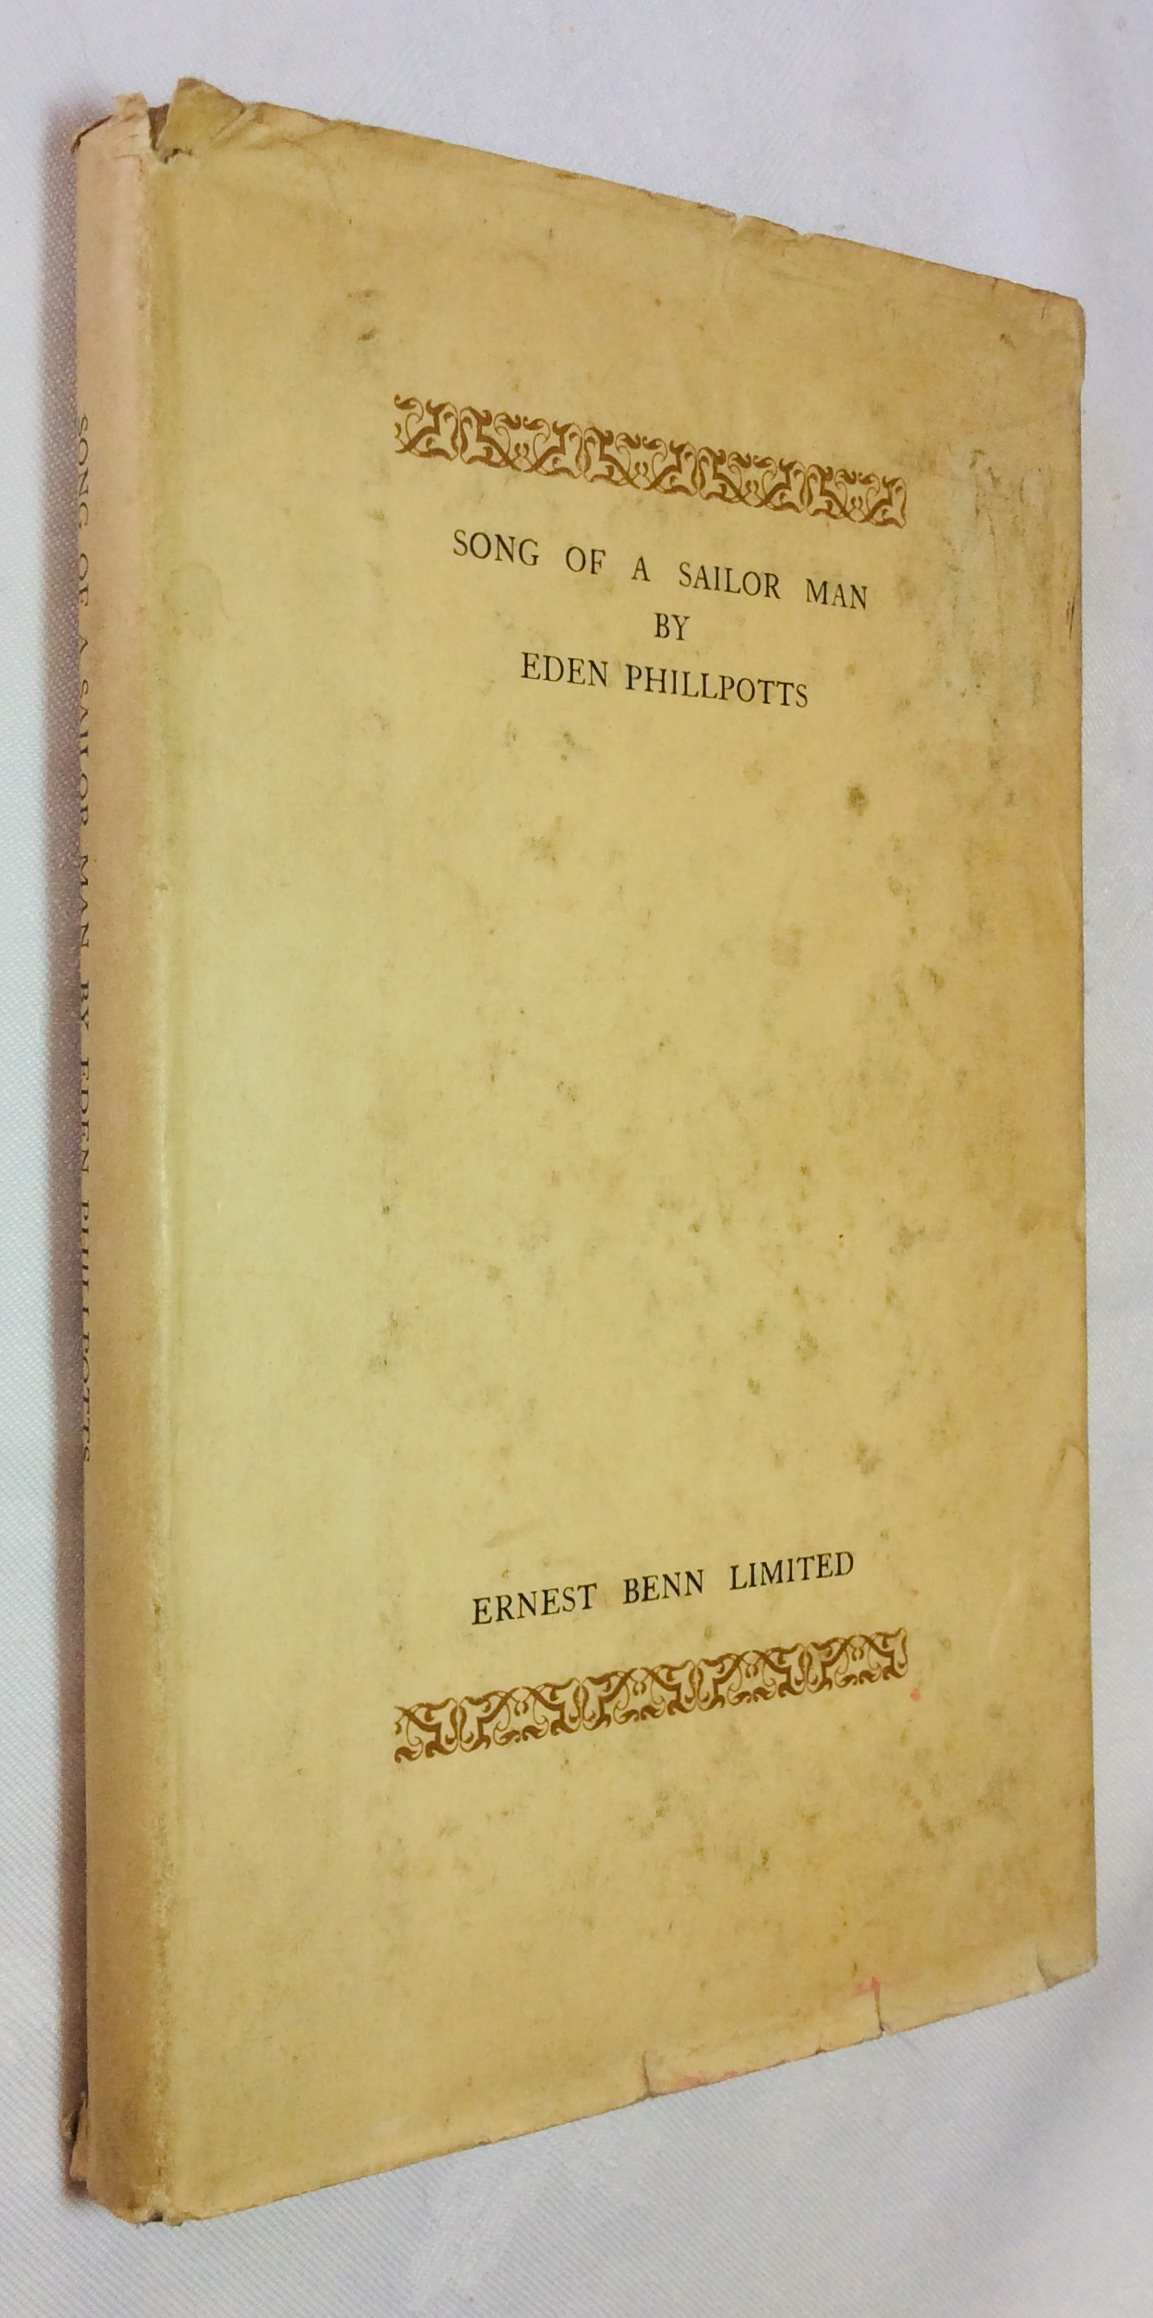 SONG OF A SAILOR MAN
BY
EDEN PHILLPOTTS
ERNEST BENN LIMITED
SONG OF A SAILOR MAN BY EDEN PHILLPOTTS